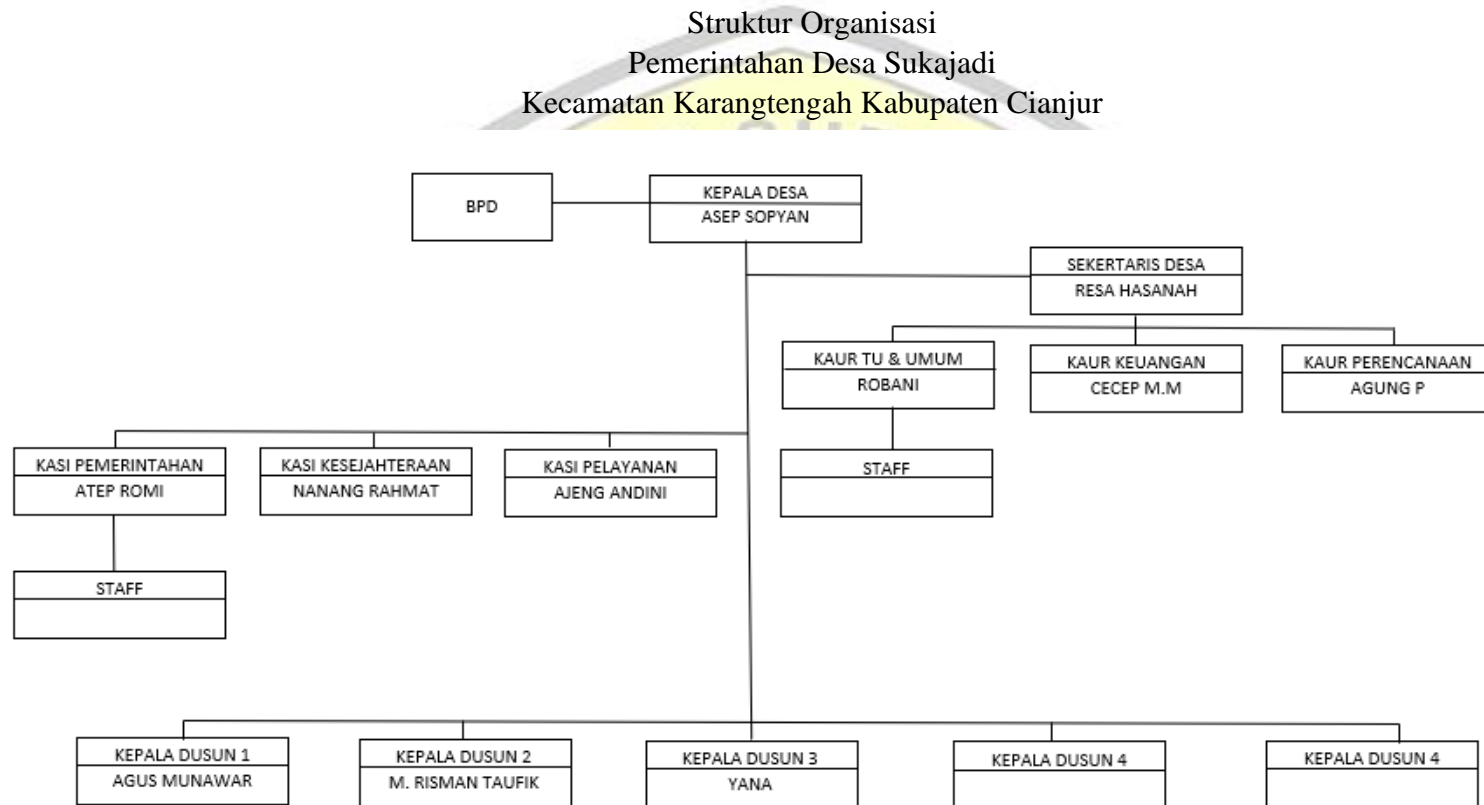 Struktur Organisasi
Pemerintahan Desa Sukajadi
Kecamatan Karangtengah Kabupaten Cianjur
BPD
KEPALA DESA
ASEP SOPYAN
SEKERTARIS DESA
RESA HASANAH
KAUR TU & UMUM
ROBANI
KAUR KEUANGAN
CECEP M.M
KAUR PERENCANAAN
AGUNG P
KASI PEMERINTAHAN
ATEP ROMI
KASI KESEJAHTERAAN
NANANG RAHMAT
KASI PELAYANAN
AJENG ANDINI
STAFF
STAFF
KEPALA DUSUN 1
AGUS MUNAWAR
KEPALA DUSUN 2
M. RISMAN TAUFIK
KEPALA DUSUN 3
YANA
KEPALA DUSUN 4
KEPALA DUSUN 4